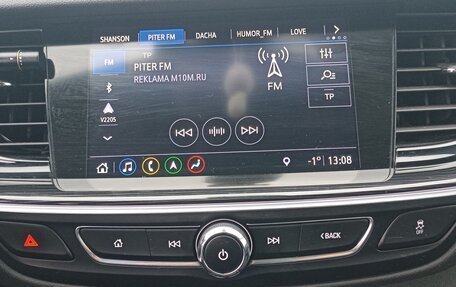 SHANSON PITER FM DACHA HUMOR_FM LOVE
FM
TP
PITER FM
REKLAMA M10M.RU
FM
TP
V2205
-1° 13:08
BACK
OFF